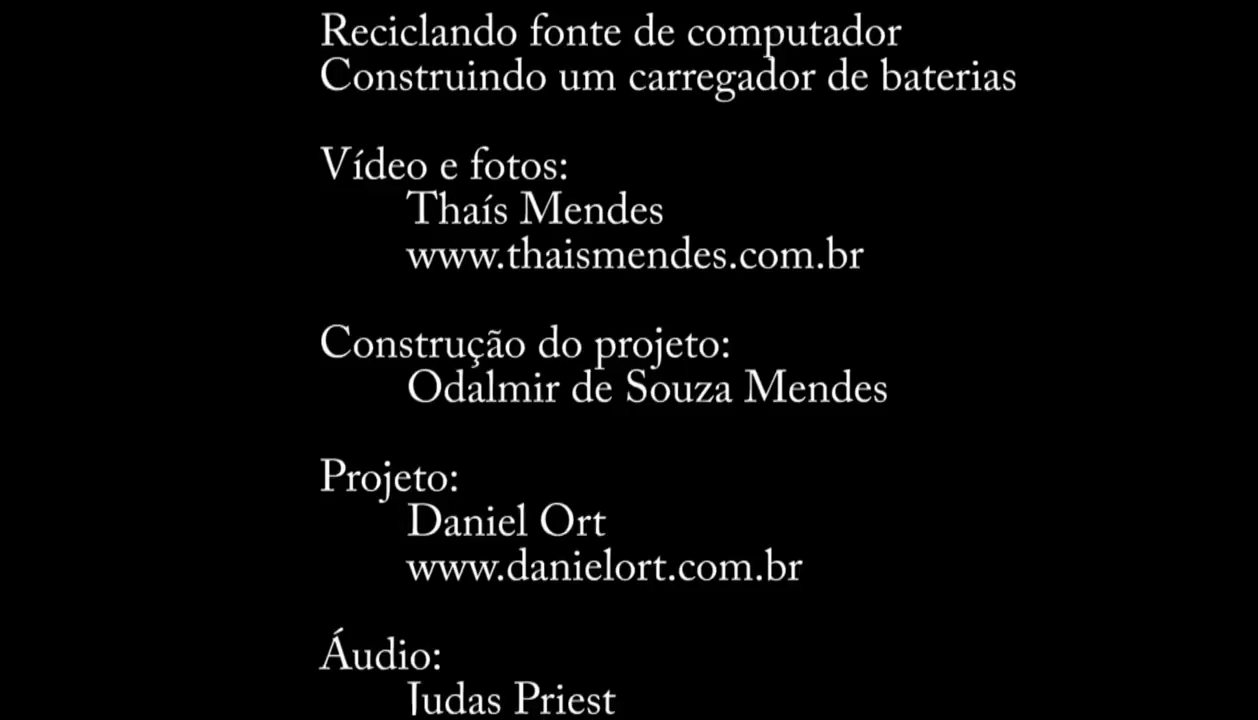 Reciclando fonte de computador
Construindo um carregador de baterias
Vídeo e fotos:
Thaís Mendes
www.thaismendes.com.br
Construção do projeto:
Odalmir de Souza Mendes
Projeto:
Daniel Ort
www.danielort.com.br
Áudio:
Judas Priest